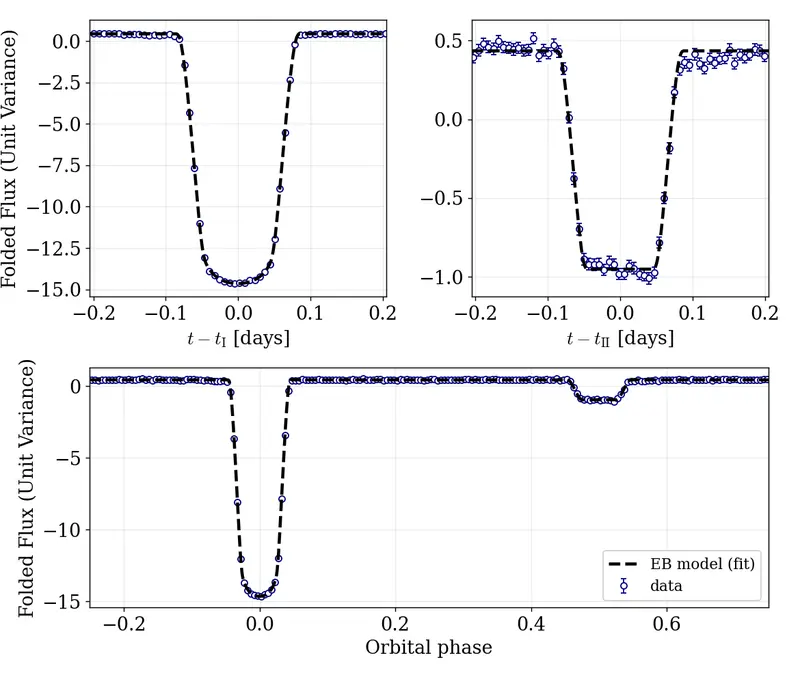 Folded Flux (Unit Variance)
0.0
−2.5
−5.0
−7.5
−10.0
−12.5
−15.0
−0.2 −0.1 0.0 0.1 0.2
t − tI [days]
0.5
0.0
−0.5
−1.0
−0.2 −0.1 0.0 0.1 0.2
t − tII [days]
Folded Flux (Unit Variance)
0
−5
−10
−15
−0.2 0.0 0.2 0.4 0.6
Orbital phase
EB model (fit)
data